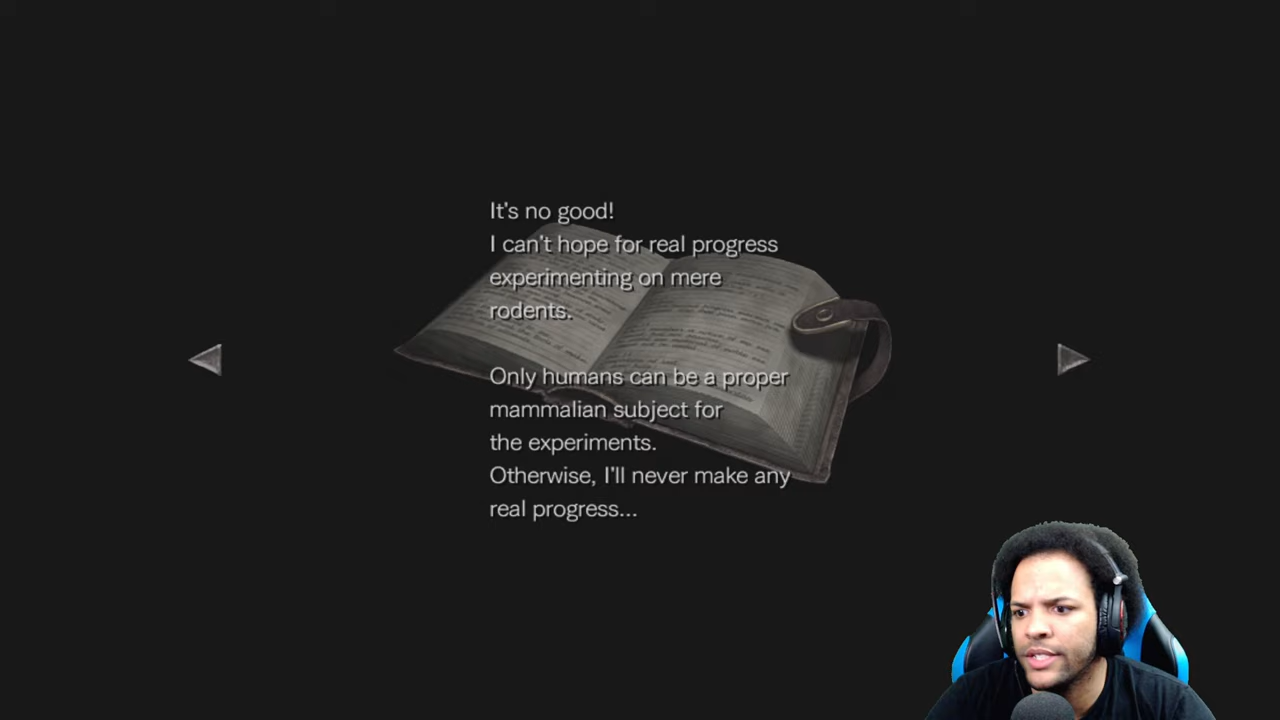 It's no good!
I can't hope for real progress
experimenting on mere
rodents.
Only humans can be a proper
mammalian subject for
the experiments.
Otherwise, I'll never make any
real progress...